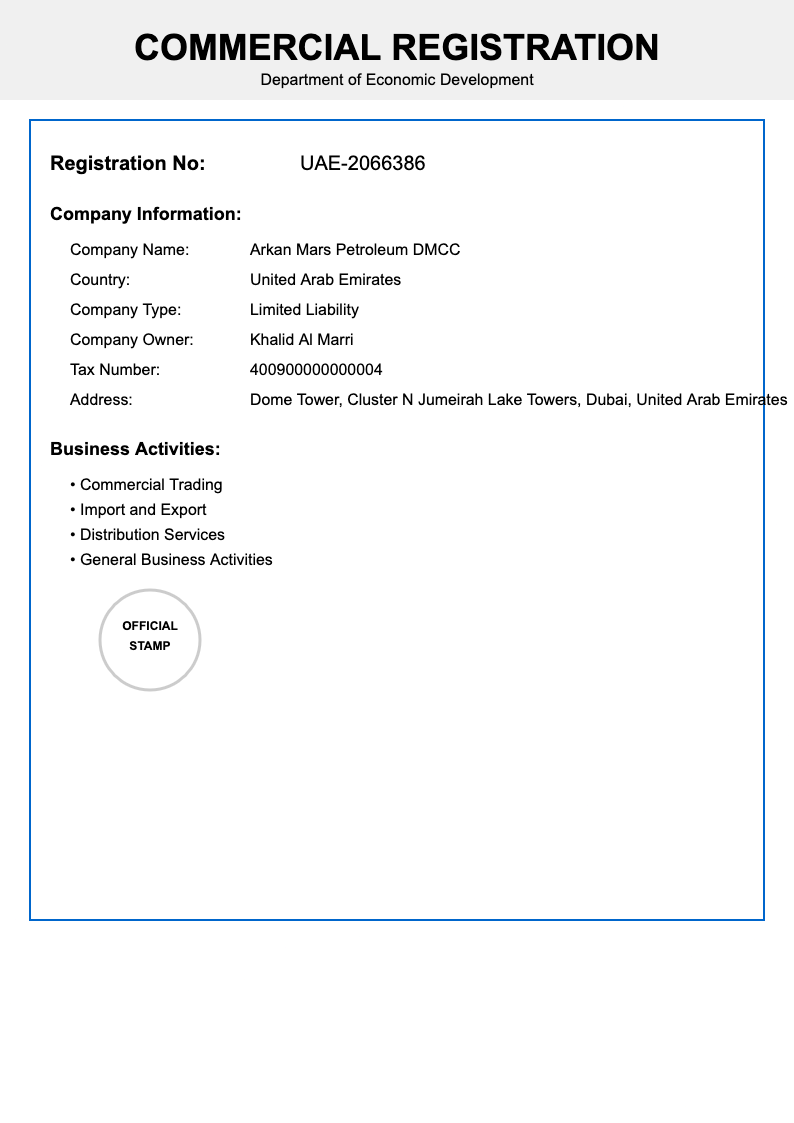 COMMERCIAL REGISTRATION
Department of Economic Development
Registration No: UAE-2066386
Company Information:
Company Name: Arkan Mars Petroleum DMCC
Country: United Arab Emirates
Company Type: Limited Liability
Company Owner: Khalid Al Marri
Tax Number: 400900000000004
Address: Dome Tower, Cluster N Jumeirah Lake Towers, Dubai, United Arab Emirates
Business Activities:
• Commercial Trading
• Import and Export
• Distribution Services
• General Business Activities
OFFICIAL
STAMP